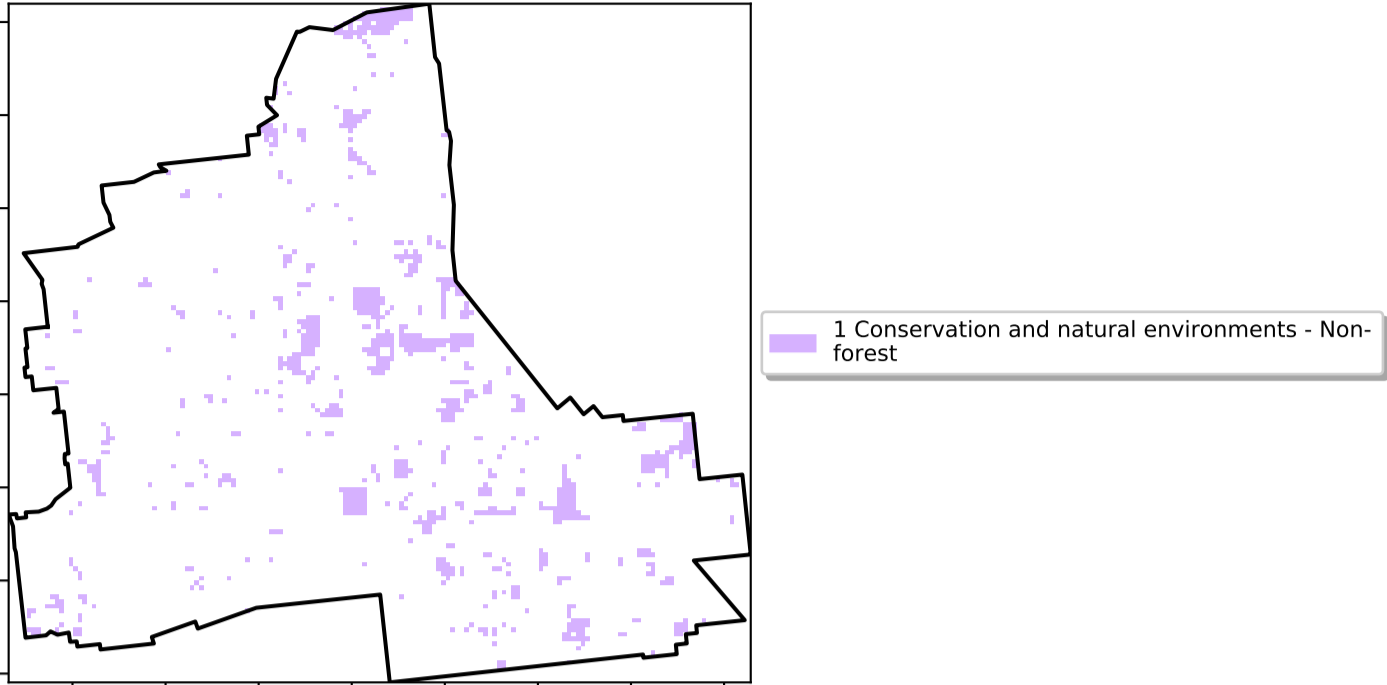 1 Conservation and natural environments - Non-
forest